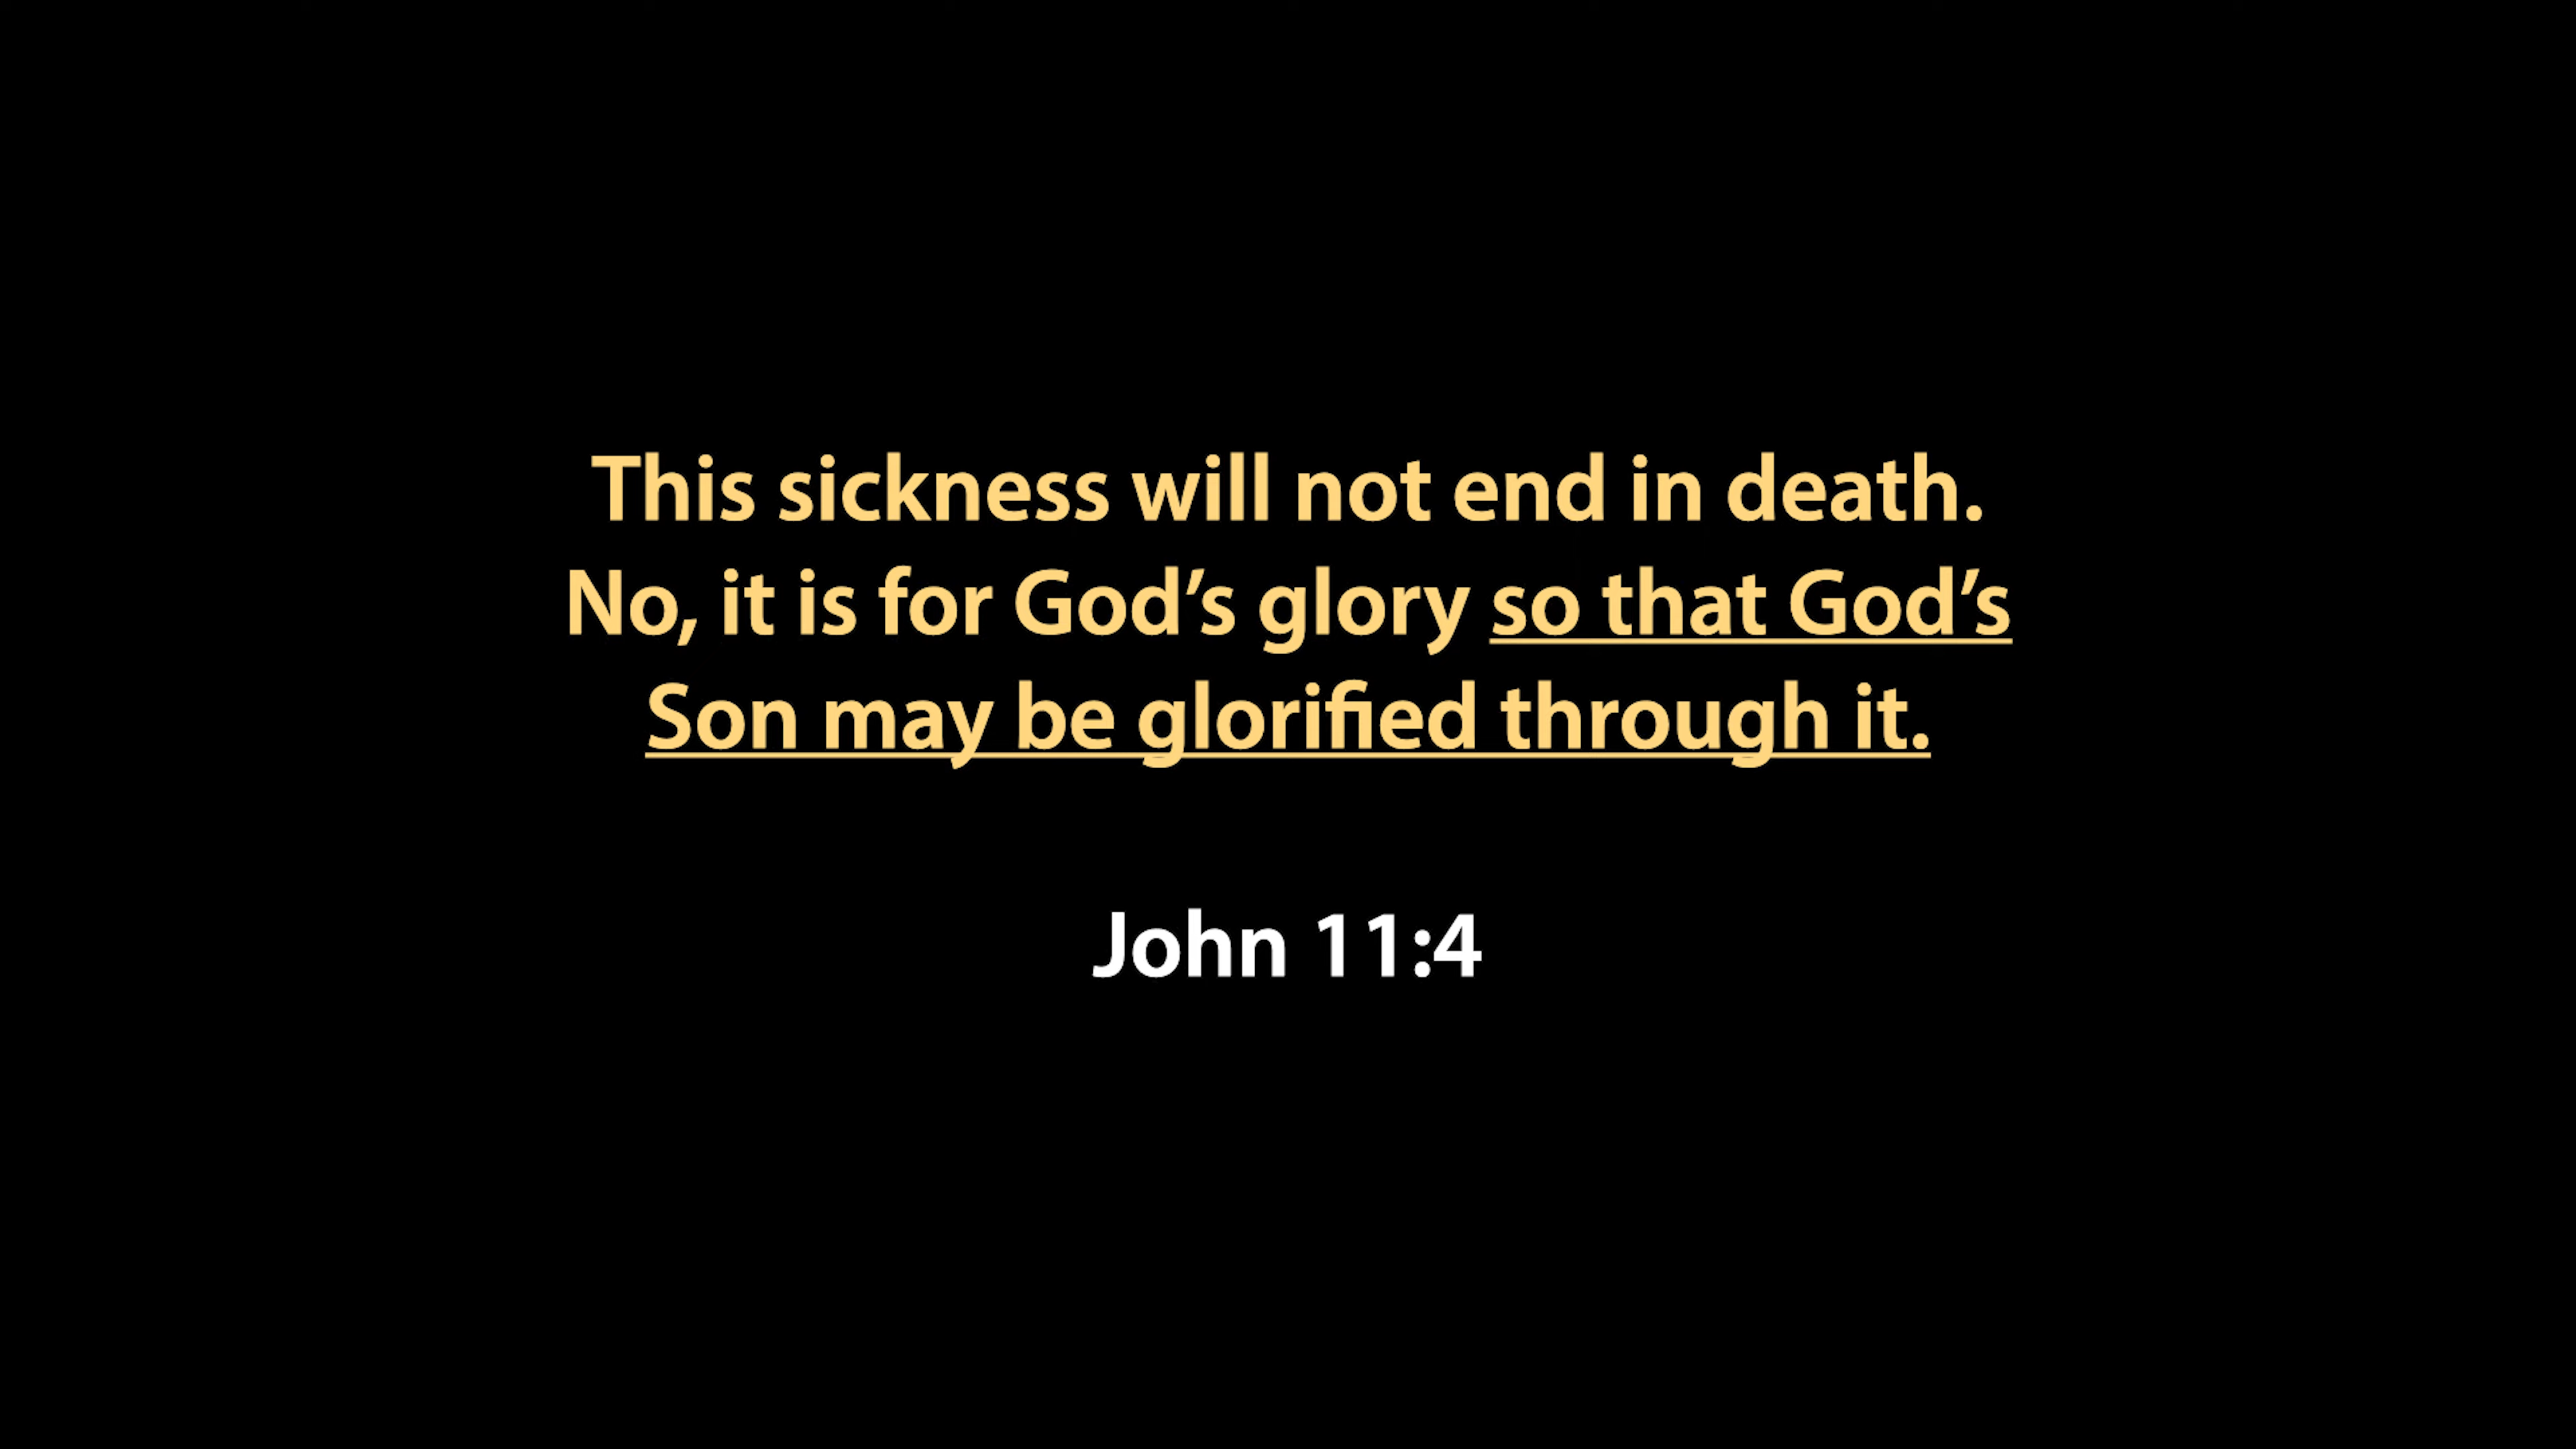 This sickness will not end in death.
No, it is for God’s glory so that God’s
Son may be glorified through it.
John 11:4